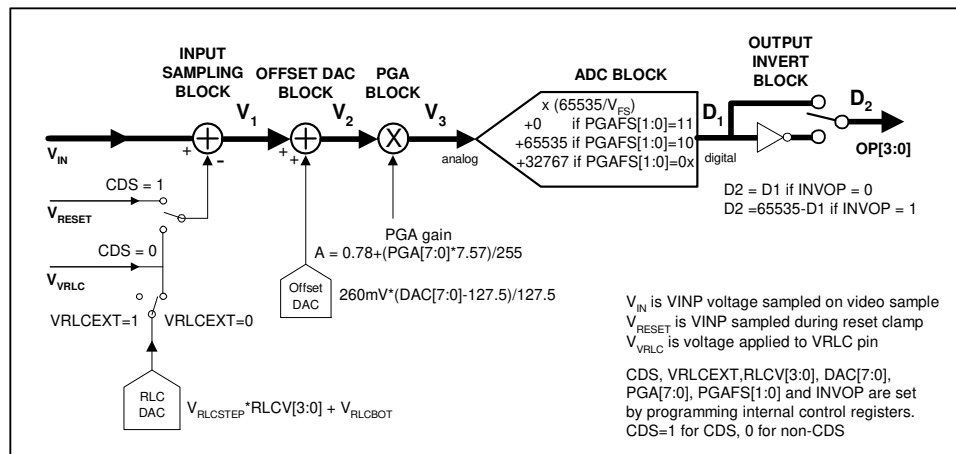 INPUT
SAMPLING
BLOCK
OFFSET DAC
BLOCK
PGA
BLOCK
ADC BLOCK
OUTPUT
INVERT
BLOCK
V1
V2
V3
D1
D2
x (65535/VFS)
+0 if PGAFS[1:0]=11
+65535 if PGAFS[1:0]=10
+32767 if PGAFS[1:0]=0x
+
-
+
+
+
X
VIN
analog
digital
OP[3:0]
D2 = D1 if INVOP = 0
D2 =65535-D1 if INVOP = 1
CDS = 1
VRESET
CDS = 0
VVRLC
VRLCEXT=1
VRLCEXT=0
PGA gain
A = 0.78+(PGA[7:0]*7.57)/255
Offset
DAC
260mV*(DAC[7:0]-127.5)/127.5
RLC
DAC
VRLCSTEP*RLCV[3:0] + VRLCBOT
VIN is VINP voltage sampled on video sample
VRESET is VINP sampled during reset clamp
VVRLC is voltage applied to VRLC pin
CDS, VRLCEXT,RLCV[3:0], DAC[7:0],
PGA[7:0], PGAFS[1:0] and INVOP are set
by programming internal control registers.
CDS=1 for CDS, 0 for non-CDS